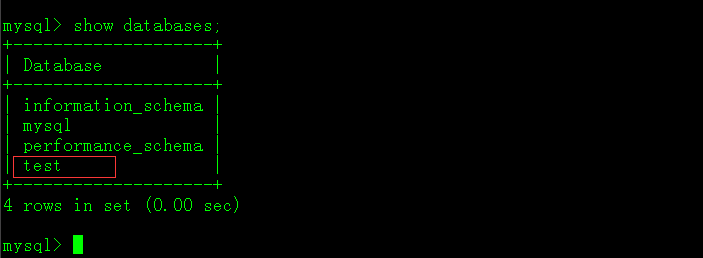 mysql> show databases;
+--------------------+
| Database           |
+--------------------+
| information_schema |
| mysql              |
| performance_schema |
| test               |
+--------------------+
4 rows in set (0.00 sec)
mysql>